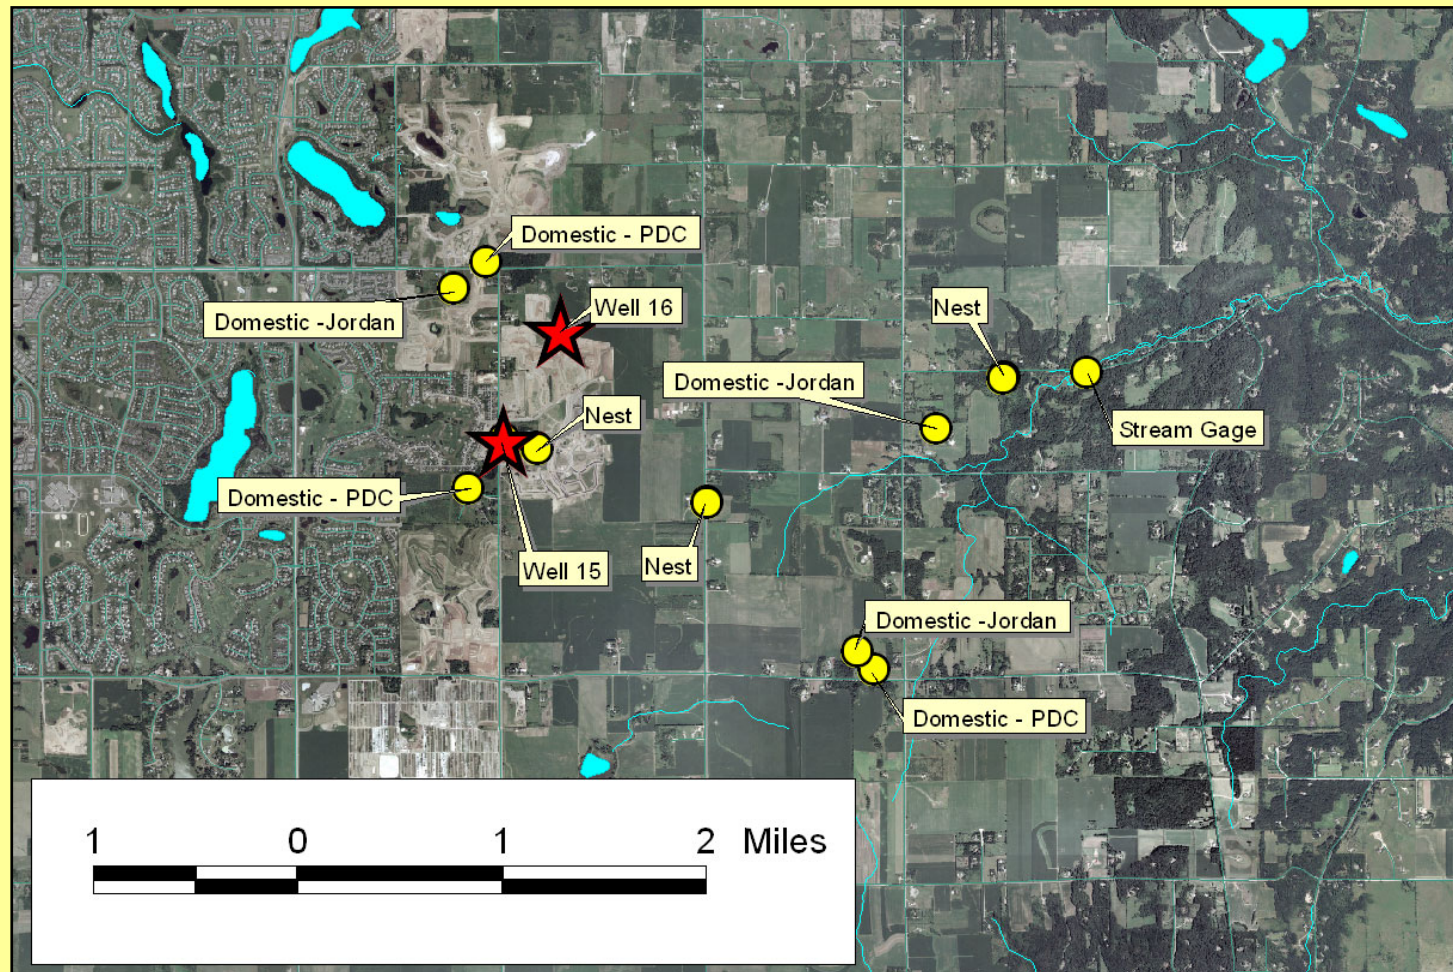 Domestic - PDC
Domestic -Jordan
Well 16
Nest
Domestic -Jordan
Nest
Stream Gage
Domestic - PDC
Well 15
Nest
Domestic -Jordan
Domestic - PDC
1 0 1 2 Miles